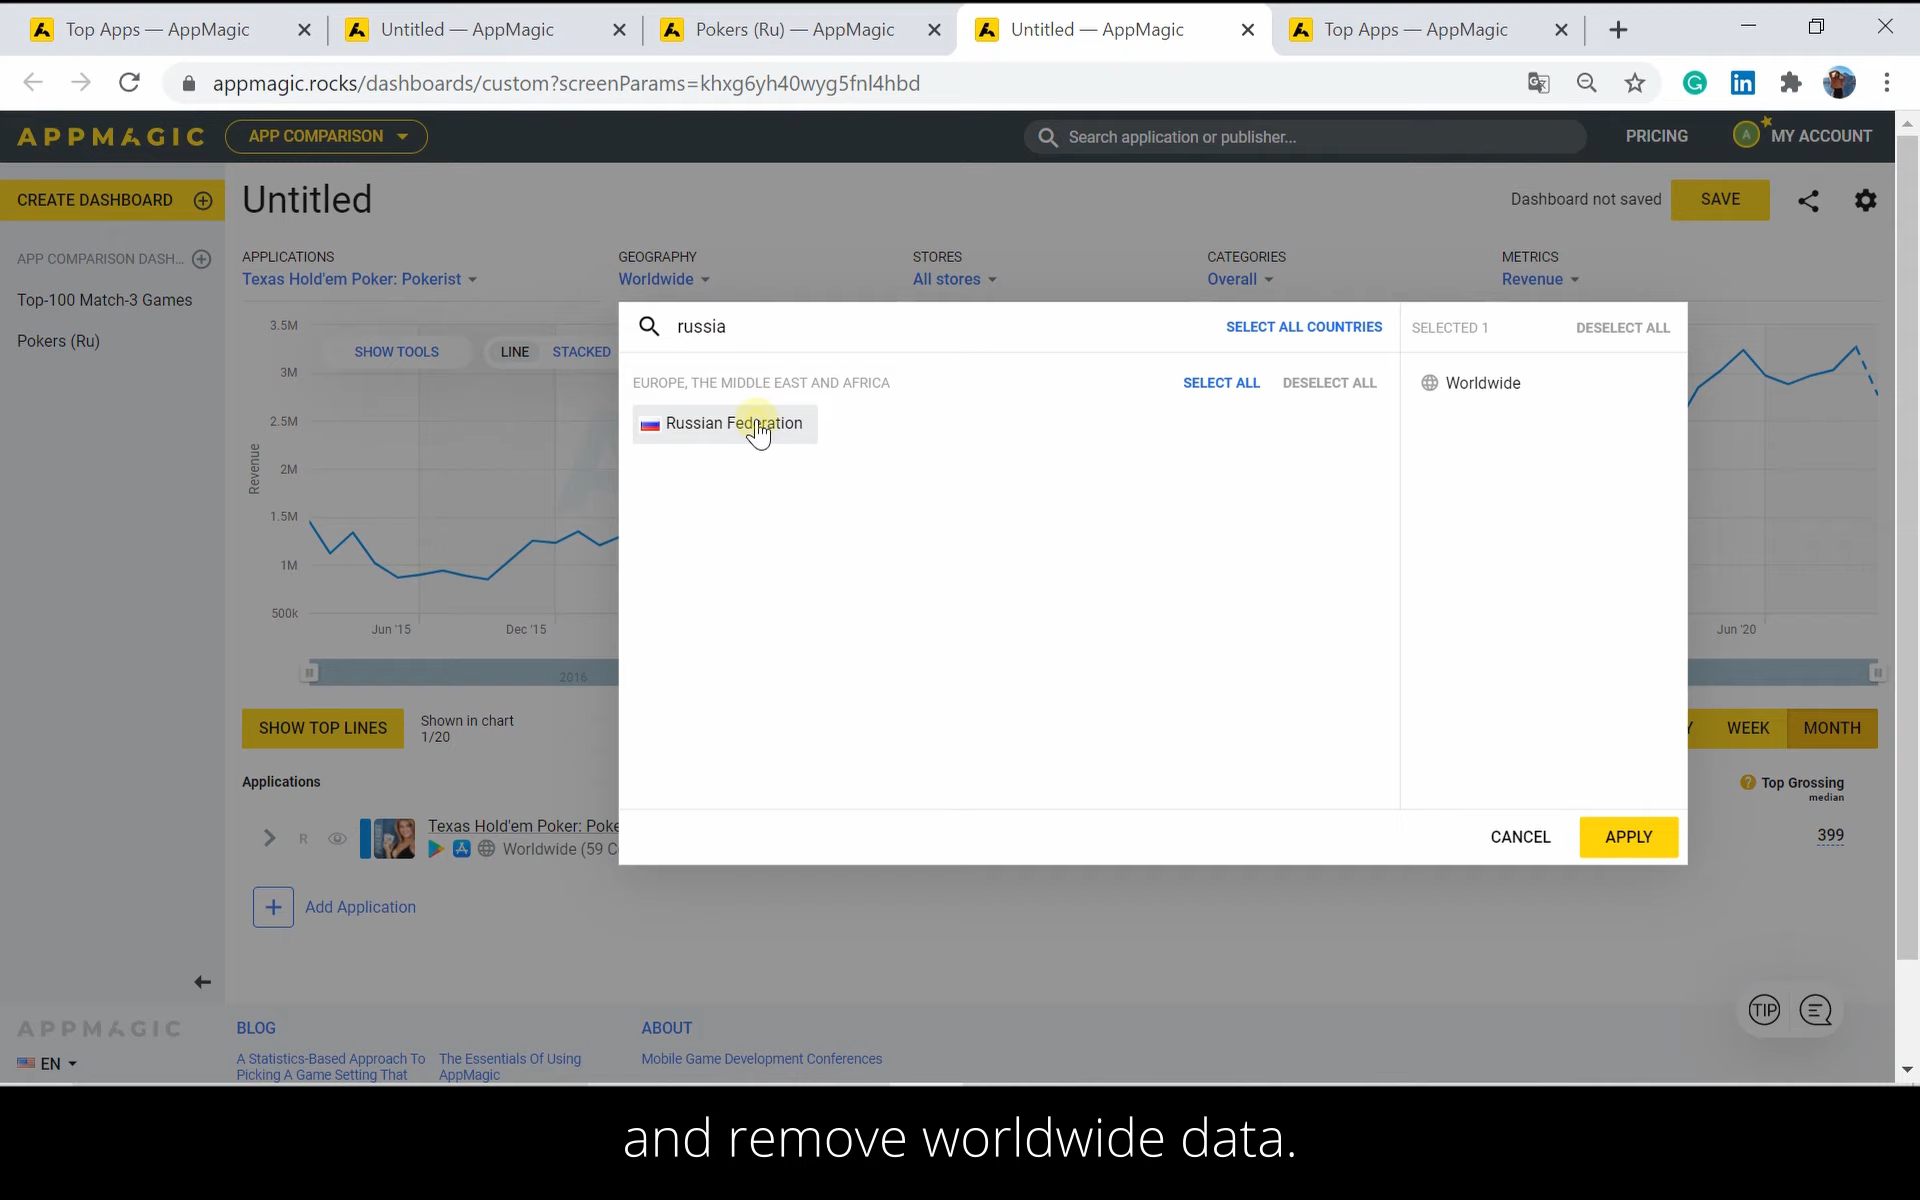 Top Apps — AppMagic
Untitled — AppMagic
Pokers (Ru) — AppMagic
Untitled — AppMagic
Top Apps — AppMagic
appmagic.rocks/dashboards/custom?screenParams=khxg6yh40wyg5fnl4hbd
APPMAGIC
APP COMPARISON
Search application or publisher...
PRICING
A
MY ACCOUNT
CREATE DASHBOARD
Untitled
Dashboard not saved
SAVE
APP COMPARISON DASH...
Top-100 Match-3 Games
Pokers (Ru)
APPLICATIONS
Texas Hold'em Poker: Pokerist
GEOGRAPHY
Worldwide
STORES
All stores
CATEGORIES
Overall
METRICS
Revenue
3.5M
3M
2.5M
2M
1.5M
1M
500k
Revenue
SHOW TOOLS
LINE
STACKED
Jun '15
Dec '15
Jun '20
2016
russia
SELECT ALL COUNTRIES
SELECTED 1
DESELECT ALL
EUROPE, THE MIDDLE EAST AND AFRICA
SELECT ALL
DESELECT ALL
Worldwide
Russian Federation
CANCEL
APPLY
SHOW TOP LINES
Shown in chart
1/20
Y
WEEK
MONTH
Applications
? Top Grossing
median
R
Texas Hold'em Poker: Poke
Worldwide (59 C
399
Add Application
TIP
APPMAGIC
EN
BLOG
A Statistics-Based Approach To
Picking A Game Setting That
The Essentials Of Using
AppMagic
ABOUT
Mobile Game Development Conferences
and remove worldwide data.